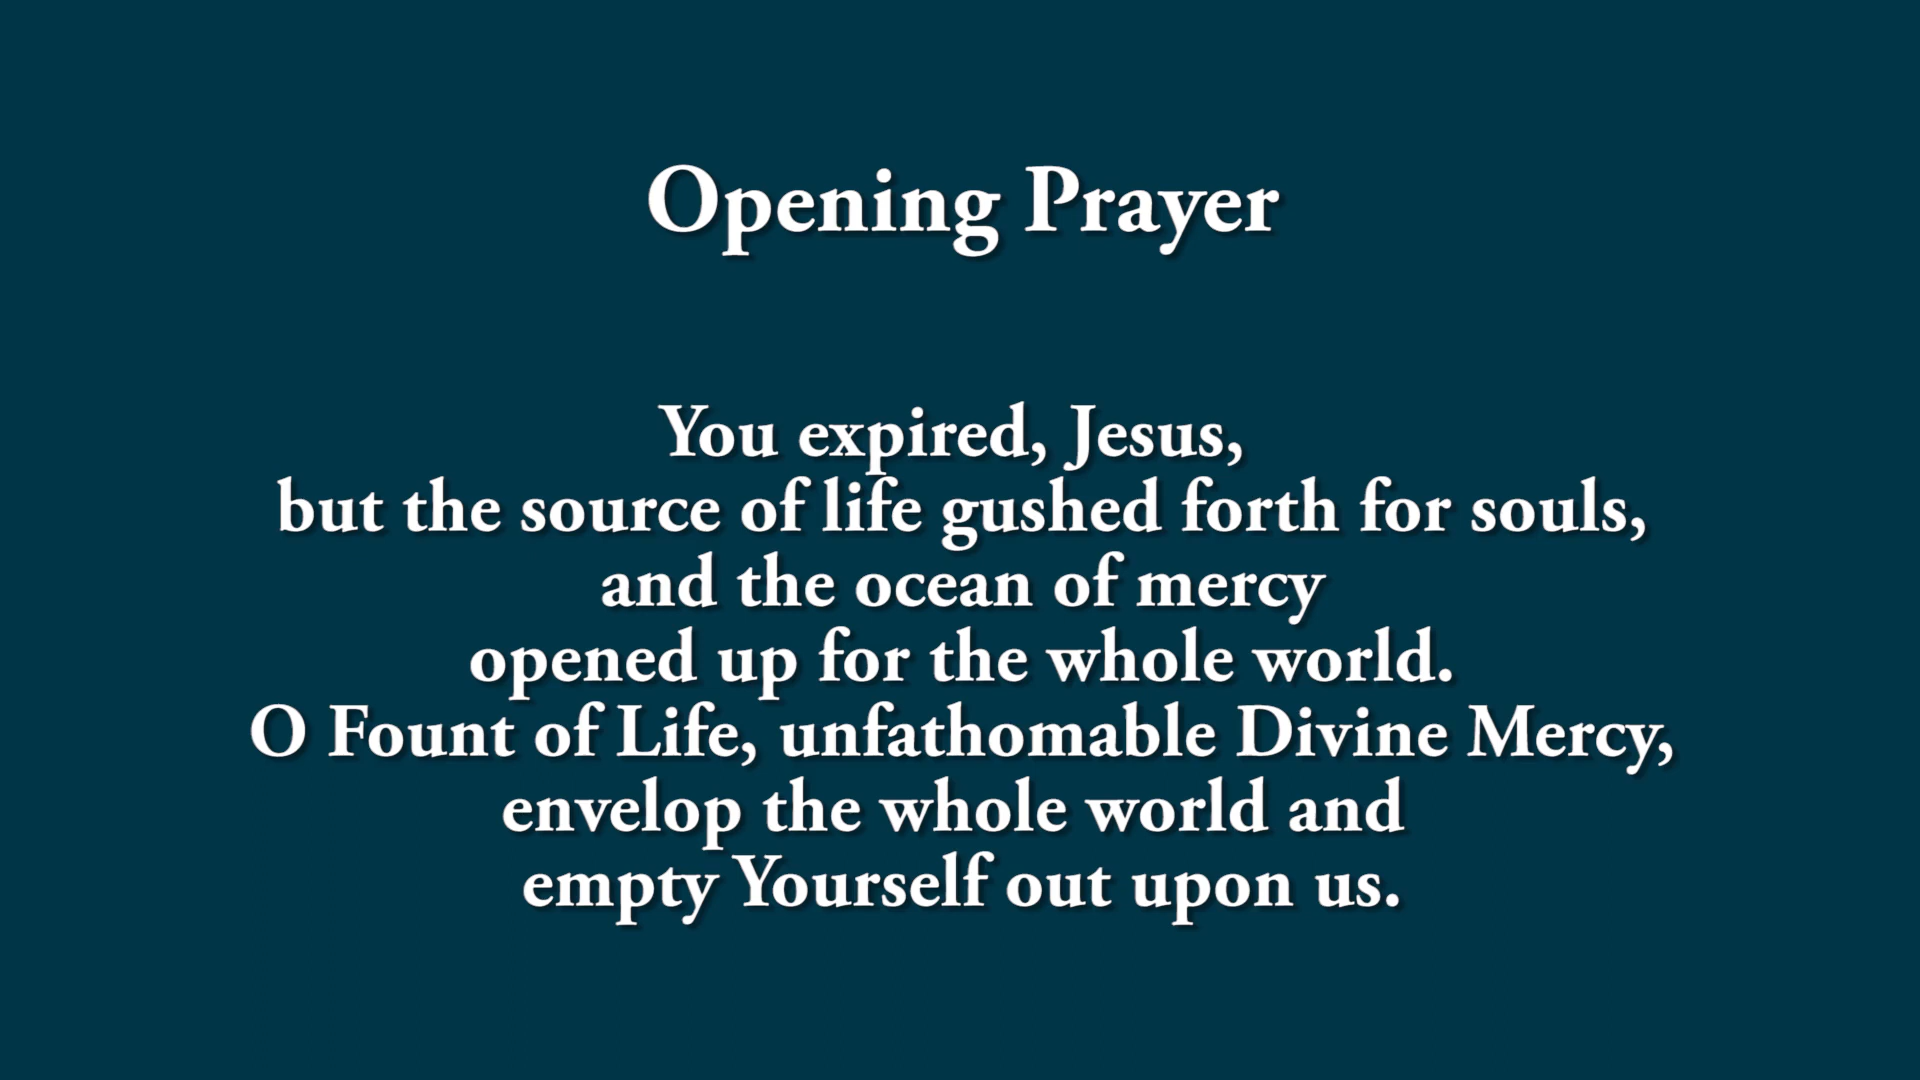 Opening Prayer
You expired, Jesus,
but the source of life gushed forth for souls,
and the ocean of mercy
opened up for the whole world.
O Fount of Life, unfathomable Divine Mercy,
envelop the whole world and
empty Yourself out upon us.